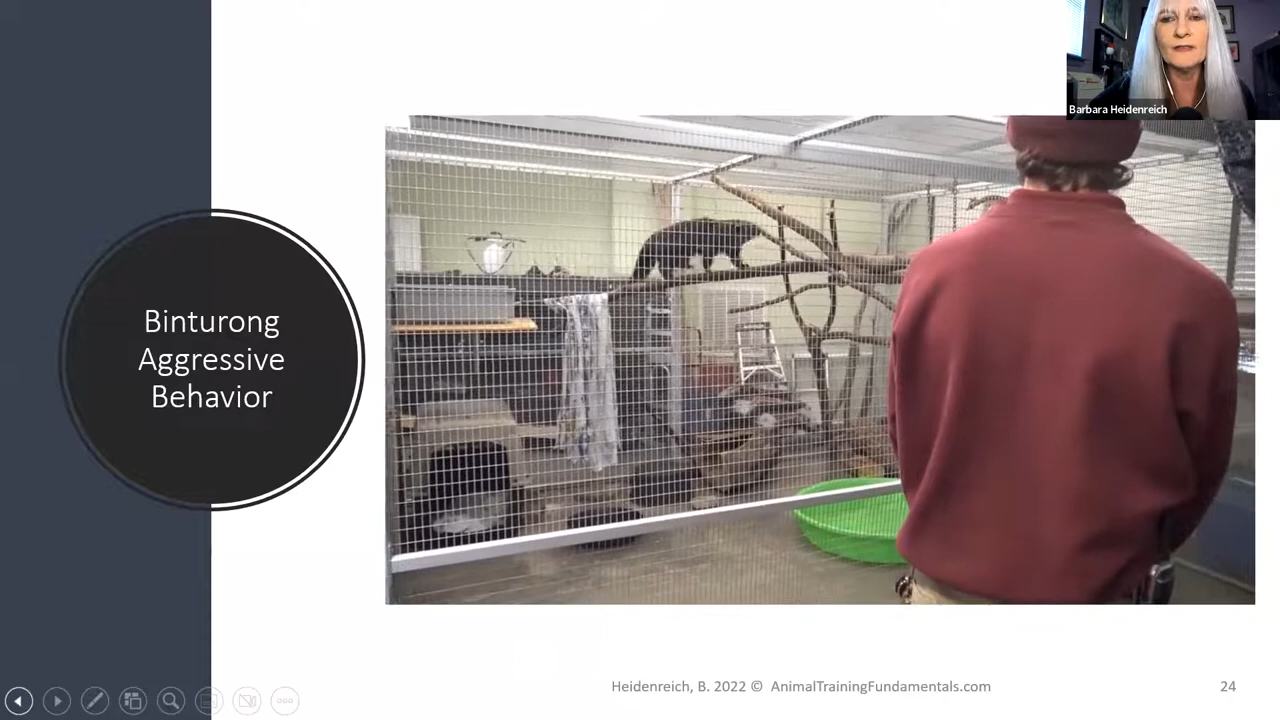 Barbara Heidenreich
Binturong
Aggressive
Behavior
Heidenreich, B. 2022 © AnimalTrainingFundamentals.com
24